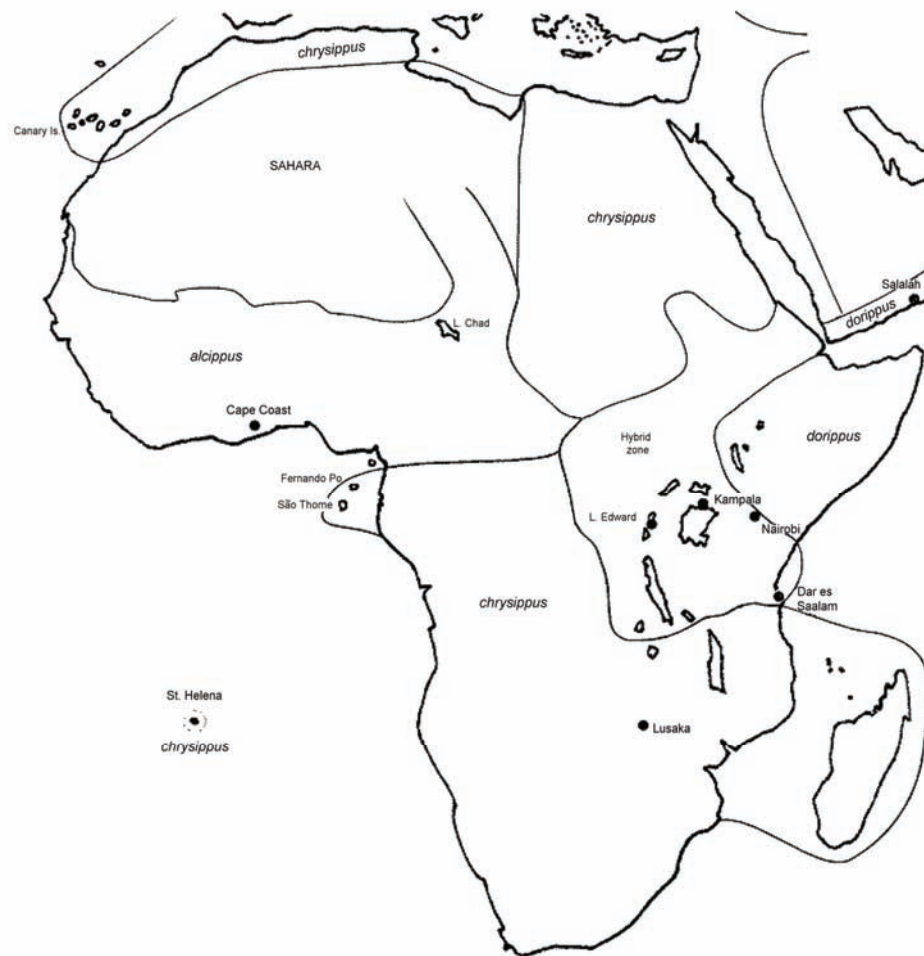 chrysippus
Canary Is.
SAHARA
chrysippus
Salalah
dorippus
L. Chad
alcippus
Cape Coast
Hybrid
zone
dorippus
Fernando Po
São Thome
Kampala
L. Edward
Nairobi
chrysippus
Dar es
Saalam
St. Helena
chrysippus
Lusaka